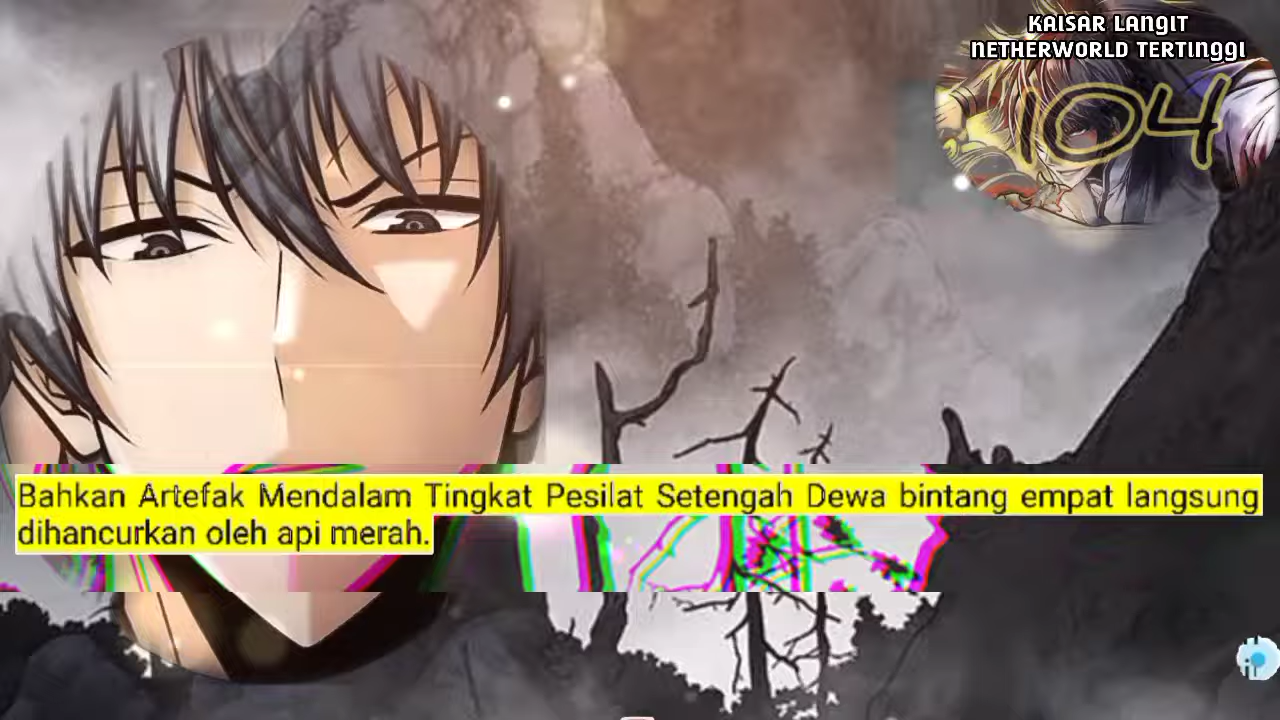 KAISAR LANGIT
NETHERWORLD TERTINGGI
104
Bahkan Artefak Mendalam Tingkat Pesilat Setengah Dewa bintang empat langsung
dihancurkan oleh api merah.